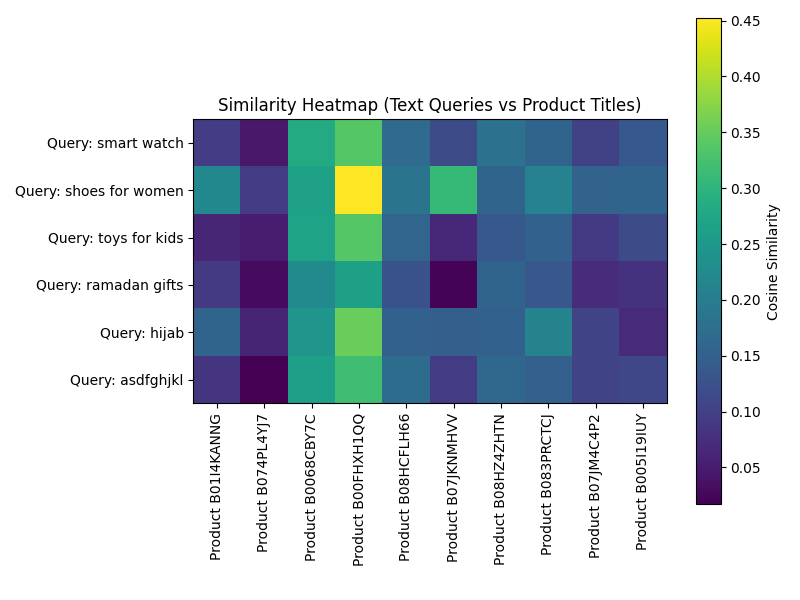 Similarity Heatmap (Text Queries vs Product Titles)
Query: smart watch
Query: shoes for women
Query: toys for kids
Query: ramadan gifts
Query: hijab
Query: asdfghjkl
Product B01I4KANNG
Product B074PL4YJ7
Product B0068CBY7C
Product B00FHXH1QQ
Product B08HCFLH66
Product B07JKNMHVV
Product B08HZ4ZHTN
Product B083PRCTCJ
Product B07JM4C4P2
Product B005I19IUY
0.45
0.40
0.35
0.30
0.25
0.20
0.15
0.10
0.05
Cosine Similarity